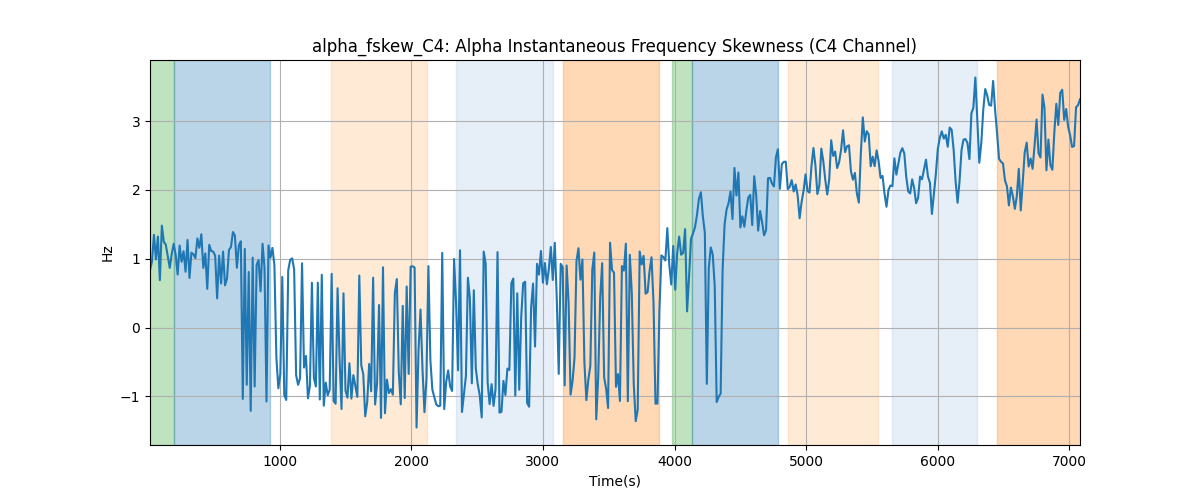 alpha_fskew_C4: Alpha Instantaneous Frequency Skewness (C4 Channel)
3
2
1
0
−1
Hz
1000 2000 3000 4000 5000 6000 7000
Time(s)